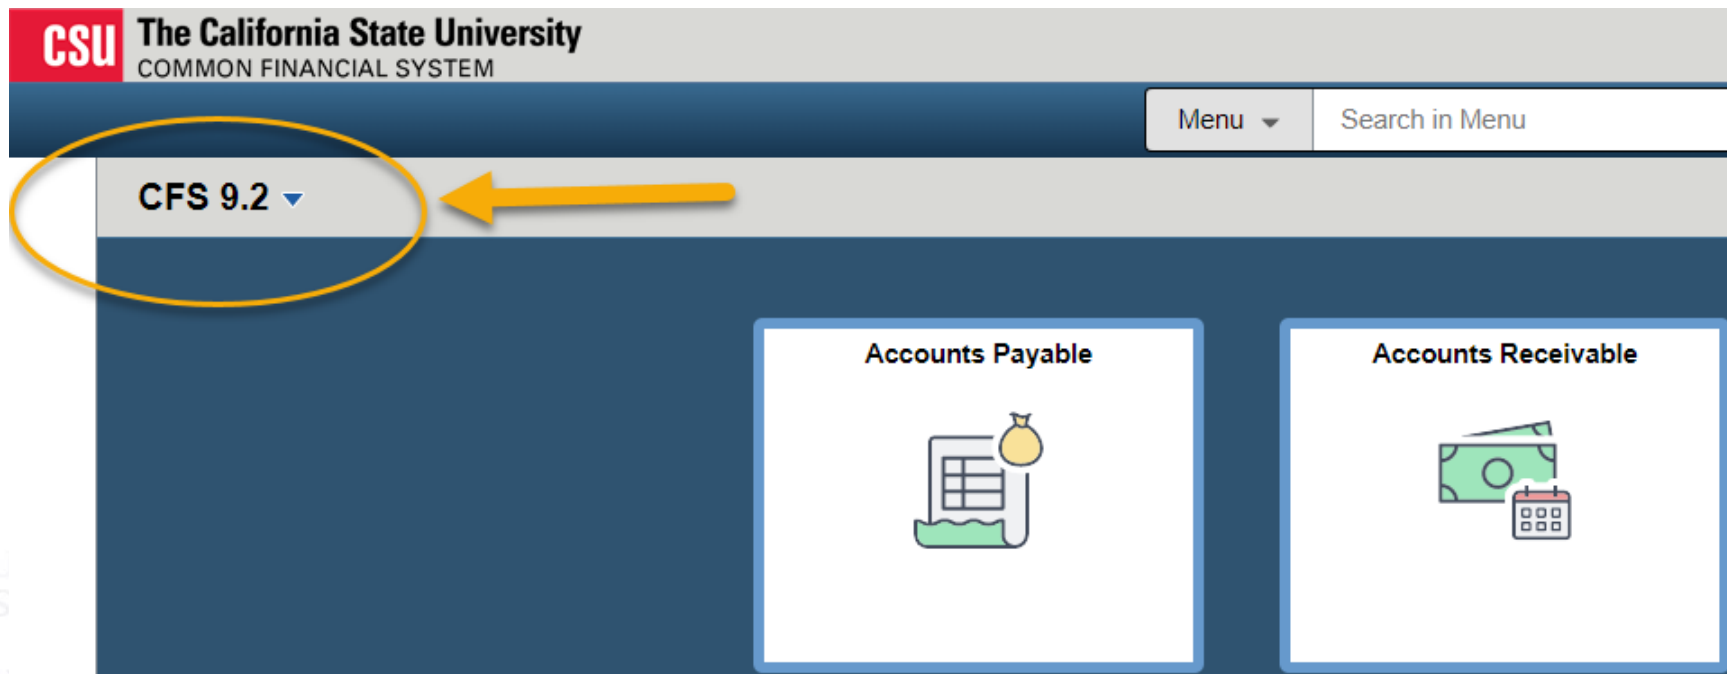 CSU
The California State University
COMMON FINANCIAL SYSTEM
Menu
Search in Menu
CFS 9.2
Accounts Payable
Accounts Receivable